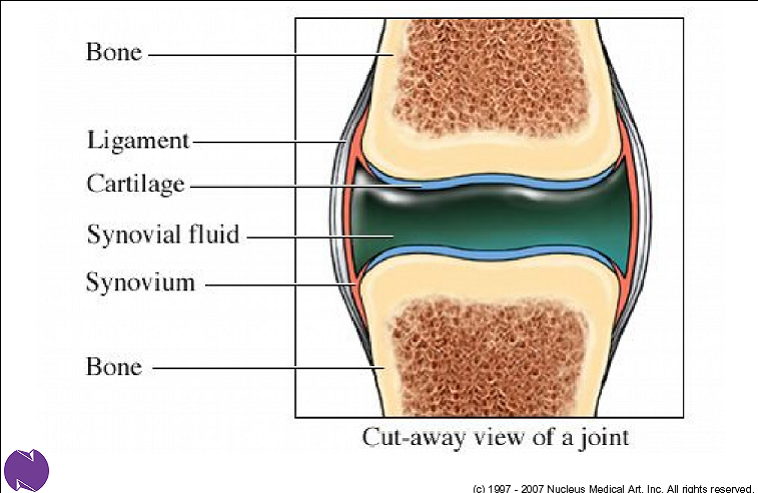 Bone
Ligament
Cartilage
Synovial fluid
Synovium
Bone
Cut-away view of a joint
N
(c) 1997 - 2007 Nucleus Medical Art, Inc. All rights reserved.